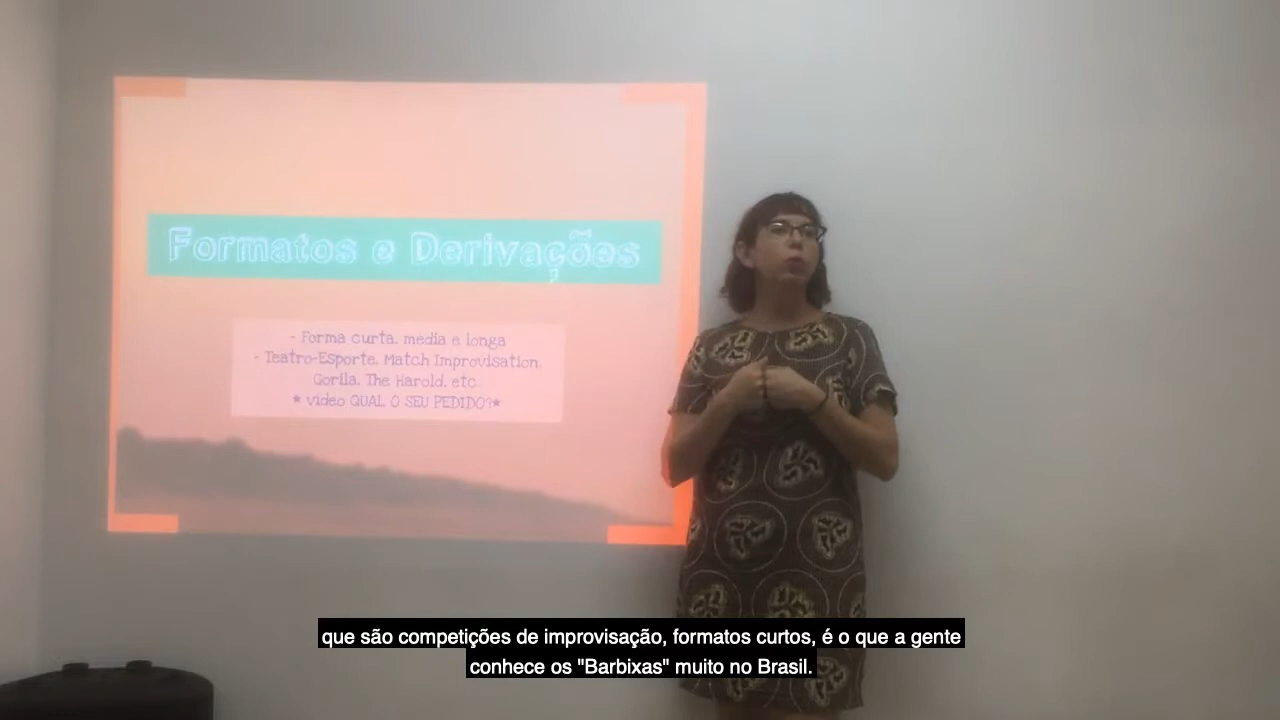 Formatos e Derivações
- Forma curta, média e longa
- Teatro-Esporte, Match Improvisation,
Gorila, The Harold, etc
* vídeo QUAL O SEU PEDIDO?*
que são competições de improvisação, formatos curtos, é o que a gente
conhece os "Barbixas" muito no Brasil.